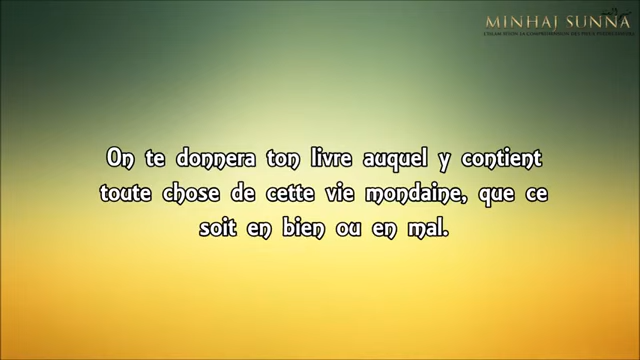 MINHAJ SUNNA
On te donnera ton livre auquel y contient
toute chose de cette vie mondaine, que ce
soit en bien ou en mal.